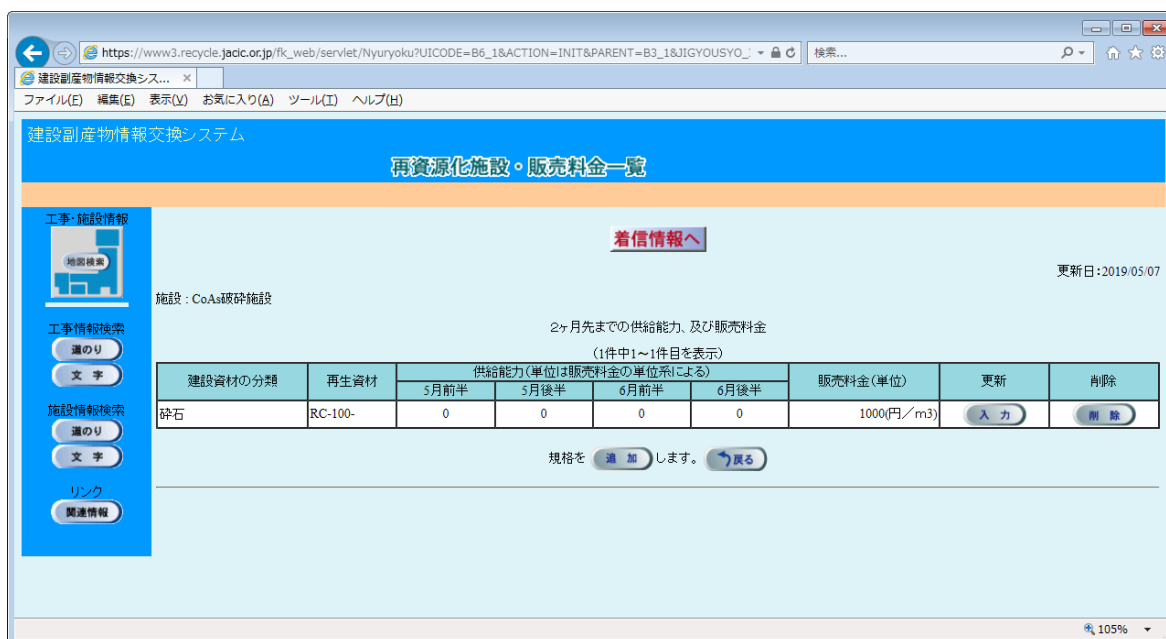 https://www3.recycle.jacic.or.jp/fk_web/servlet/Nyuryoku?UICODE=B6_1&ACTION=INIT&PARENT=B3_1&JIGYOUSYO_
検索...
建設副産物情報交換シス... ×
ファイル(F) 編集(E) 表示(V) お気に入り(A) ツール(T) ヘルプ(H)
建設副産物情報交換システム
再資源化施設・販売料金一覧
工事・施設情報
地図検索
工事情報検索
道のり
文字
施設情報検索
道のり
文字
リンク
関連情報
着信情報へ
更新日:2019/05/07
施設 : CoAs破砕施設
2ヶ月先までの供給能力、及び販売料金
(1件中1~1件目を表示)
建設資材の分類 再生資材 供給能力(単位は販売料金の単位系による) 販売料金(単位) 更新 削除
5月前半 5月後半 6月前半 6月後半
砕石 RC-100- 0 0 0 0 1000(円/m3) 入力 削除
規格を 追加 します。 戻る
105%